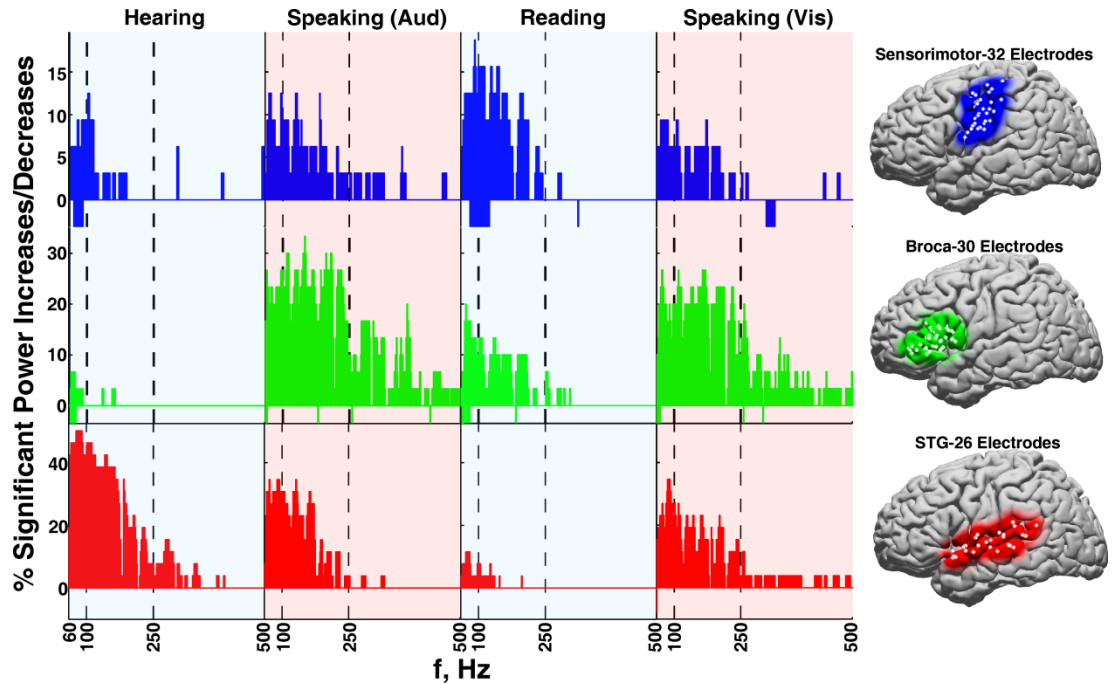 Hearing Speaking (Aud) Reading Speaking (Vis)
% Significant Power Increases/Decreases
15
10
5
0
30
20
10
0
40
20
0
60 100 250 500 100 250 500 100 250 500 100 250 500
f, Hz
Sensorimotor-32 Electrodes
Broca-30 Electrodes
STG-26 Electrodes